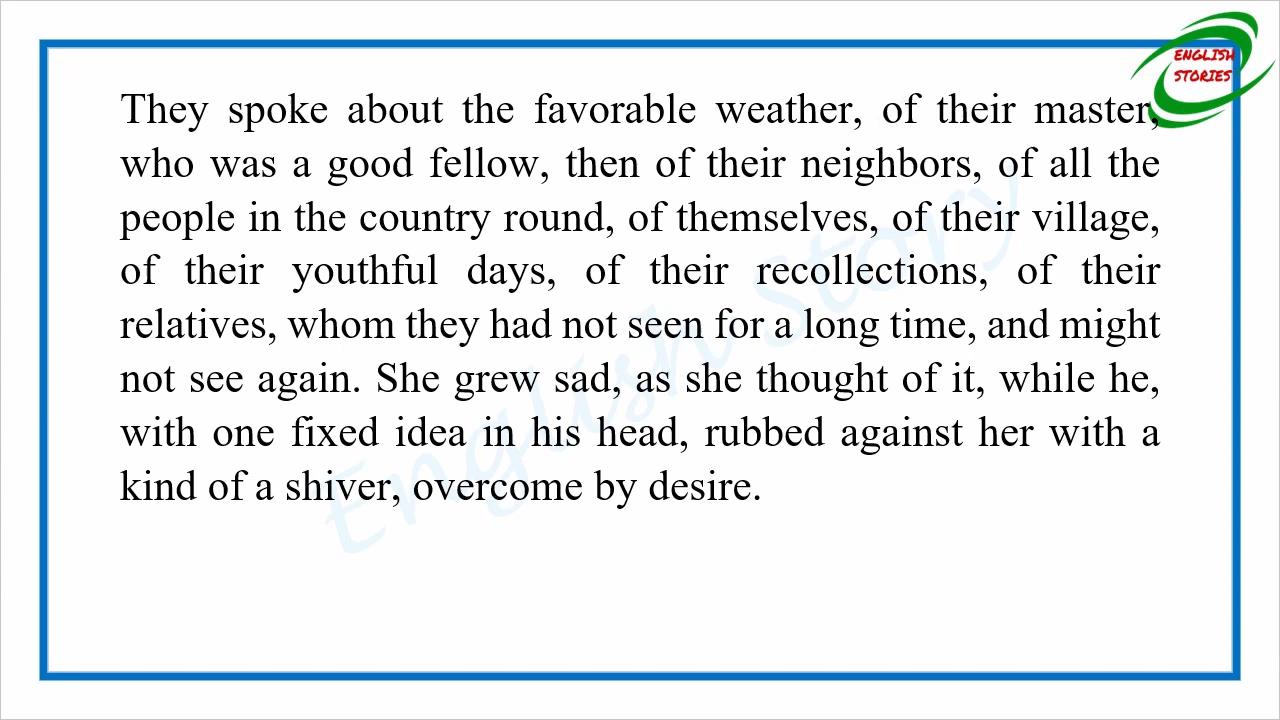 ENGLISH
STORIES
They spoke about the favorable weather, of their master,
who was a good fellow, then of their neighbors, of all the
people in the country round, of themselves, of their village,
of their youthful days, of their recollections, of their
relatives, whom they had not seen for a long time, and might
not see again. She grew sad, as she thought of it, while he,
with one fixed idea in his head, rubbed against her with a
kind of a shiver, overcome by desire.
English Story